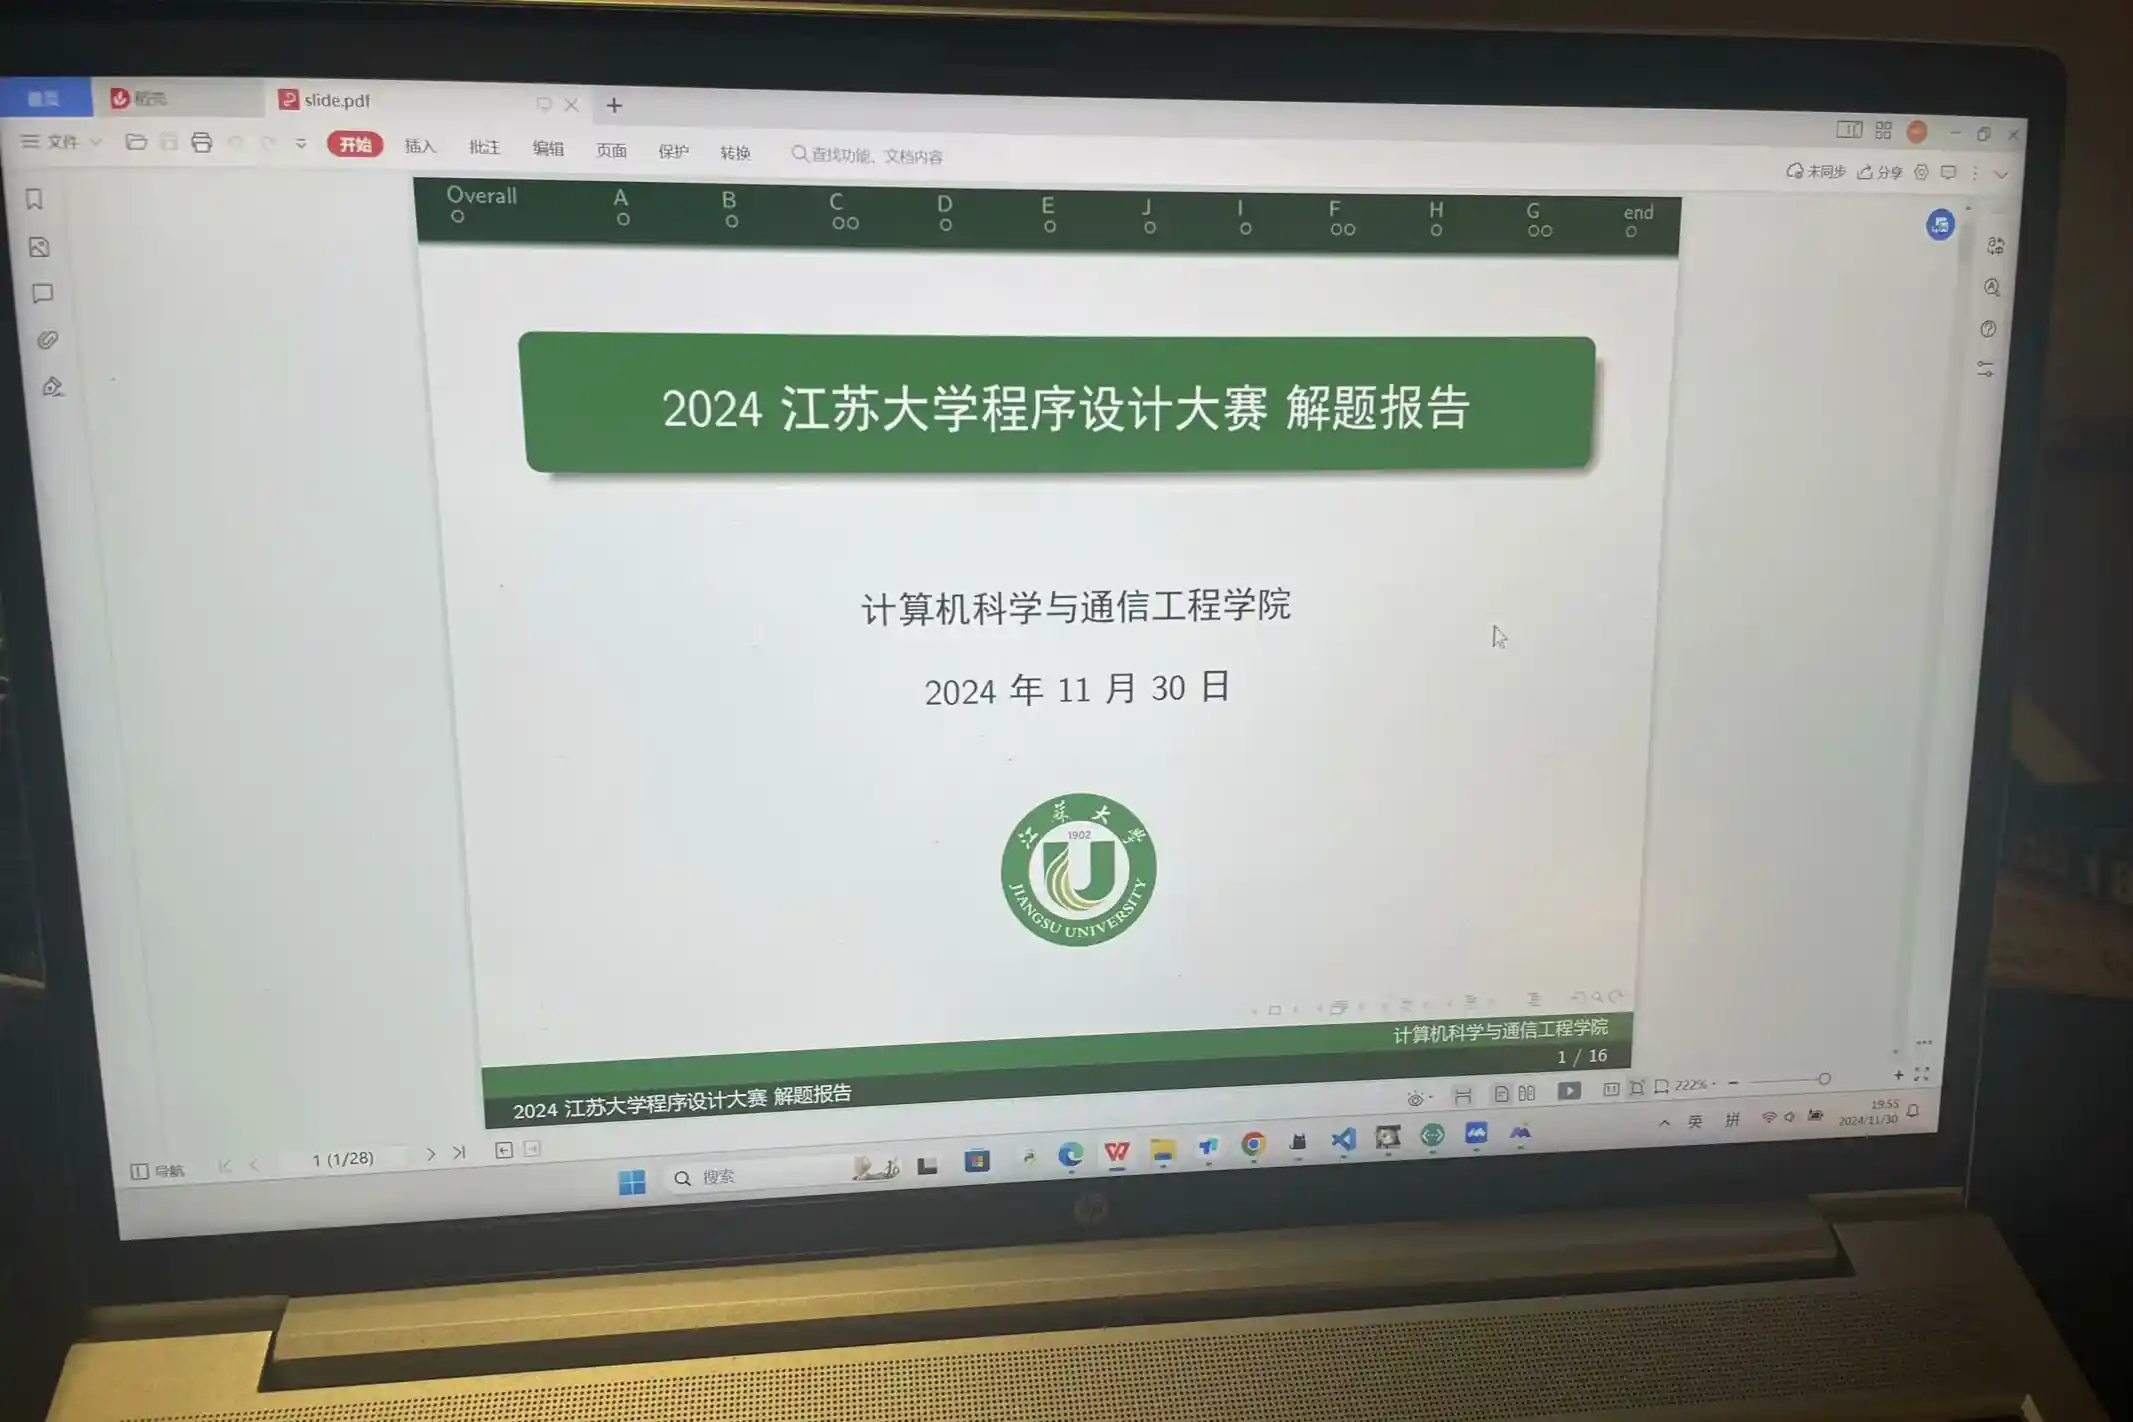 首页
稻壳
slide.pdf
文件
开始
插入
批注
编辑
页面
保护
转换
查找功能、文档内容
未同步
分享
Overall A B C D E J I F H G end
2024 江苏大学程序设计大赛 解题报告
计算机科学与通信工程学院
2024 年 11 月 30 日
江苏大学
1902
JIANGSU UNIVERSITY
计算机科学与通信工程学院
1 / 16
2024 江苏大学程序设计大赛 解题报告
导航
1 (1/28)
222%
搜索
英
拼
19:55
2024/11/30
hp